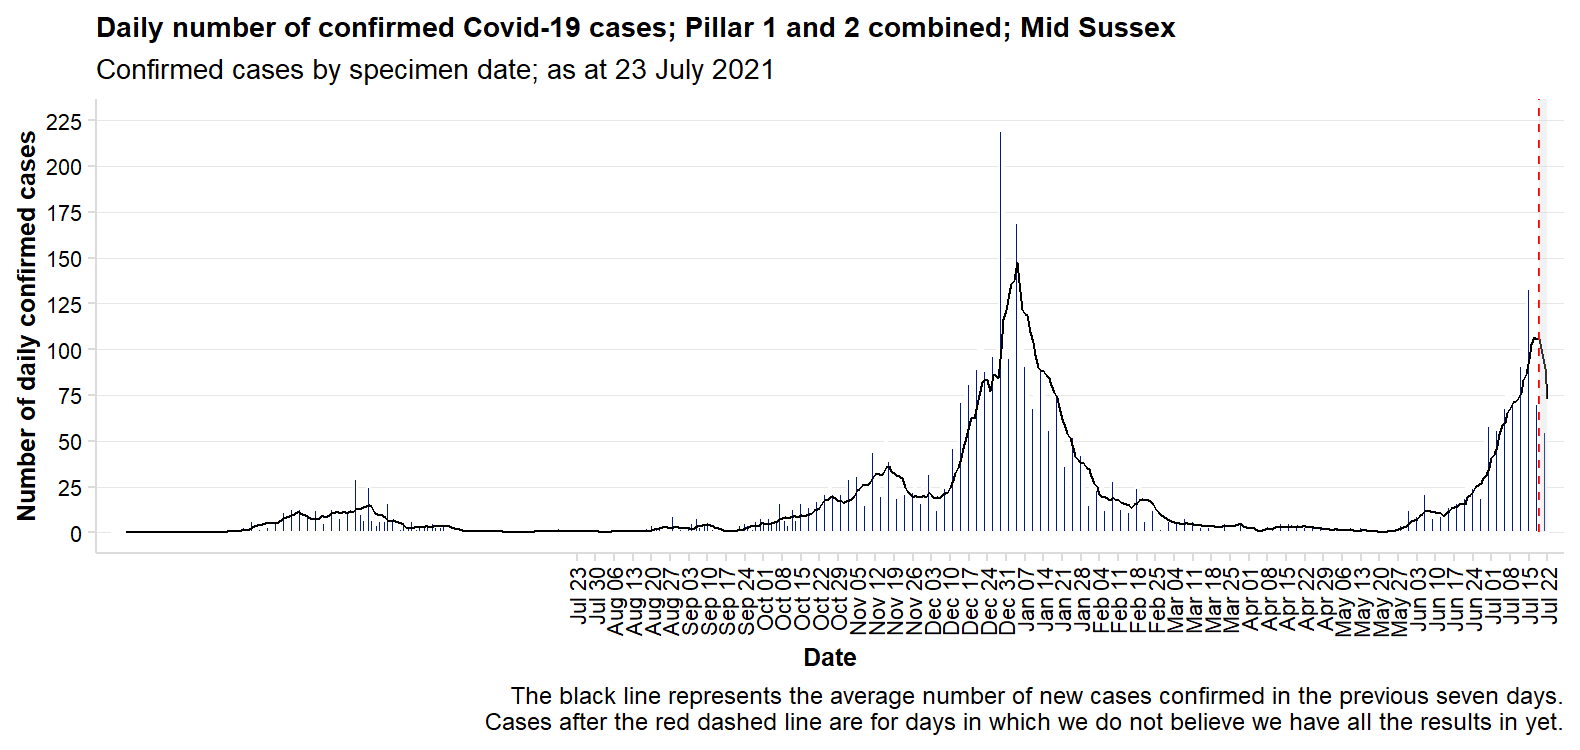 Daily number of confirmed Covid-19 cases; Pillar 1 and 2 combined; Mid Sussex
Confirmed cases by specimen date; as at 23 July 2021
Number of daily confirmed cases
225
200
175
150
125
100
75
50
25
0
Jul 23
Jul 30
Aug 06
Aug 13
Aug 20
Aug 27
Sep 03
Sep 10
Sep 17
Sep 24
Oct 01
Oct 08
Oct 15
Oct 22
Oct 29
Nov 05
Nov 12
Nov 19
Nov 26
Dec 03
Dec 10
Dec 17
Dec 24
Dec 31
Jan 07
Jan 14
Jan 21
Jan 28
Feb 04
Feb 11
Feb 18
Feb 25
Mar 04
Mar 11
Mar 18
Mar 25
Apr 01
Apr 08
Apr 15
Apr 22
Apr 29
May 06
May 13
May 20
May 27
Jun 03
Jun 10
Jun 17
Jun 24
Jul 01
Jul 08
Jul 15
Jul 22
Date
The black line represents the average number of new cases confirmed in the previous seven days.
Cases after the red dashed line are for days in which we do not believe we have all the results in yet.